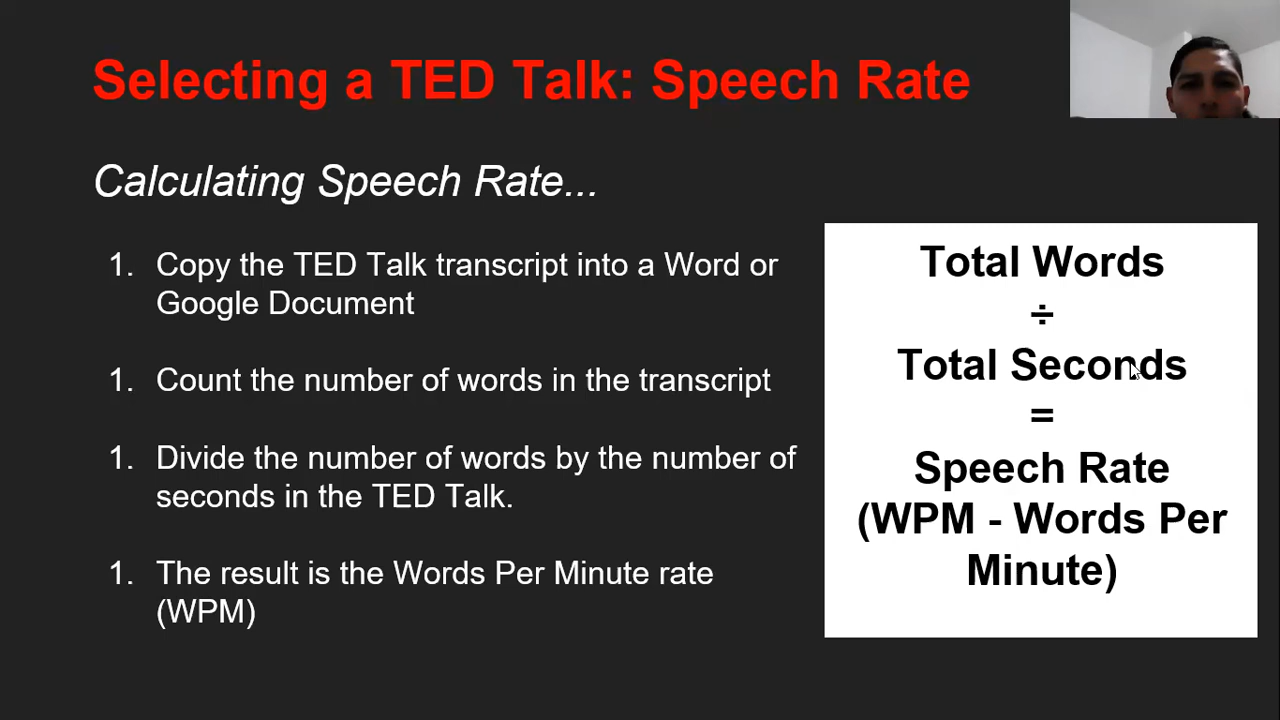 Selecting a TED Talk: Speech Rate
Calculating Speech Rate...
1. Copy the TED Talk transcript into a Word or
Google Document
1. Count the number of words in the transcript
1. Divide the number of words by the number of
seconds in the TED Talk.
1. The result is the Words Per Minute rate
(WPM)
Total Words
÷
Total Seconds
=
Speech Rate
(WPM - Words Per
Minute)